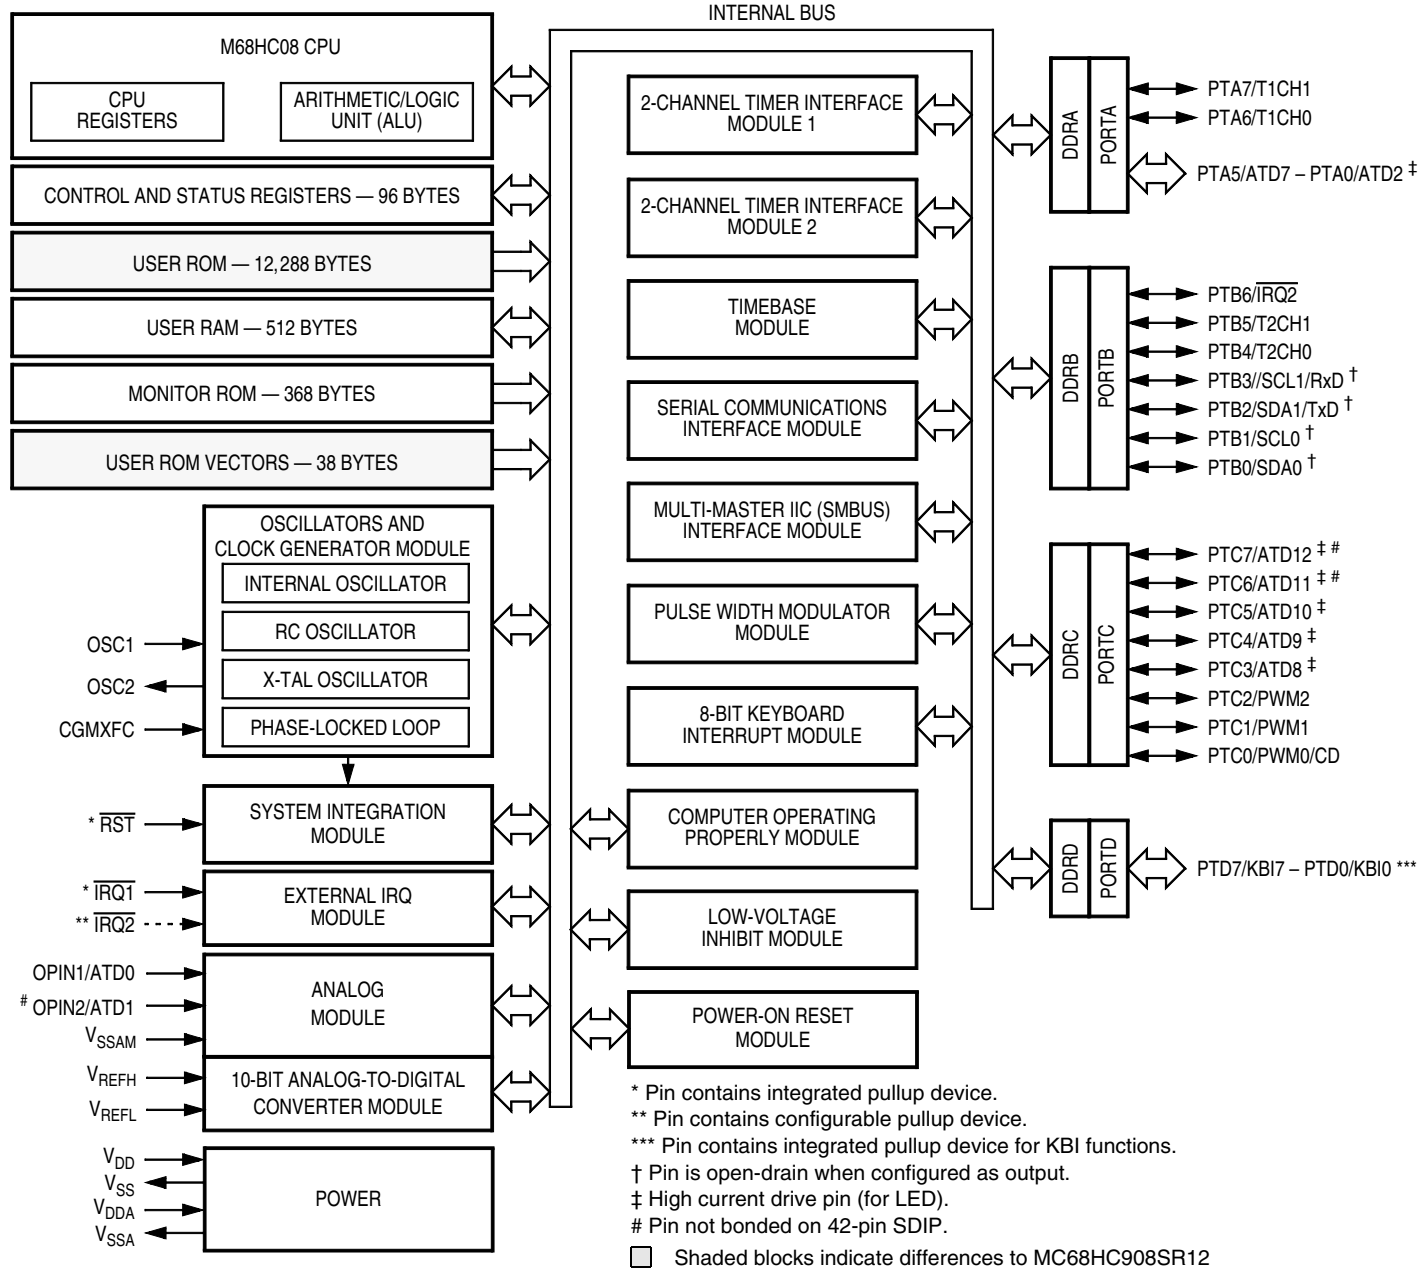 INTERNAL BUS
M68HC08 CPU
CPU
REGISTERS
ARITHMETIC/LOGIC
UNIT (ALU)
CONTROL AND STATUS REGISTERS — 96 BYTES
USER ROM — 12,288 BYTES
USER RAM — 512 BYTES
MONITOR ROM — 368 BYTES
USER ROM VECTORS — 38 BYTES
OSCILLATORS AND
CLOCK GENERATOR MODULE
INTERNAL OSCILLATOR
RC OSCILLATOR
X-TAL OSCILLATOR
PHASE-LOCKED LOOP
OSC1
OSC2
CGMXFC
SYSTEM INTEGRATION
MODULE
* RST
EXTERNAL IRQ
MODULE
* IRQ1
** IRQ2
ANALOG
MODULE
OPIN1/ATD0
# OPIN2/ATD1
VSSAM
10-BIT ANALOG-TO-DIGITAL
CONVERTER MODULE
VREFH
VREFL
POWER
VDD
VSS
VDDA
VSSA
2-CHANNEL TIMER INTERFACE
MODULE 1
2-CHANNEL TIMER INTERFACE
MODULE 2
TIMEBASE
MODULE
SERIAL COMMUNICATIONS
INTERFACE MODULE
MULTI-MASTER IIC (SMBUS)
INTERFACE MODULE
PULSE WIDTH MODULATOR
MODULE
8-BIT KEYBOARD
INTERRUPT MODULE
COMPUTER OPERATING
PROPERLY MODULE
LOW-VOLTAGE
INHIBIT MODULE
POWER-ON RESET
MODULE
DDRA
PORTA
PTA7/T1CH1
PTA6/T1CH0
PTA5/ATD7 – PTA0/ATD2 ‡
DDRB
PORTB
PTB6/IRQ2
PTB5/T2CH1
PTB4/T2CH0
PTB3//SCL1/RxD †
PTB2/SDA1/TxD †
PTB1/SCL0 †
PTB0/SDA0 †
DDRC
PORTC
PTC7/ATD12 ‡ #
PTC6/ATD11 ‡ #
PTC5/ATD10 ‡
PTC4/ATD9 ‡
PTC3/ATD8 ‡
PTC2/PWM2
PTC1/PWM1
PTC0/PWM0/CD
DDRD
PORTD
PTD7/KBI7 – PTD0/KBI0 ***
* Pin contains integrated pullup device.
** Pin contains configurable pullup device.
*** Pin contains integrated pullup device for KBI functions.
† Pin is open-drain when configured as output.
‡ High current drive pin (for LED).
# Pin not bonded on 42-pin SDIP.
Shaded blocks indicate differences to MC68HC908SR12